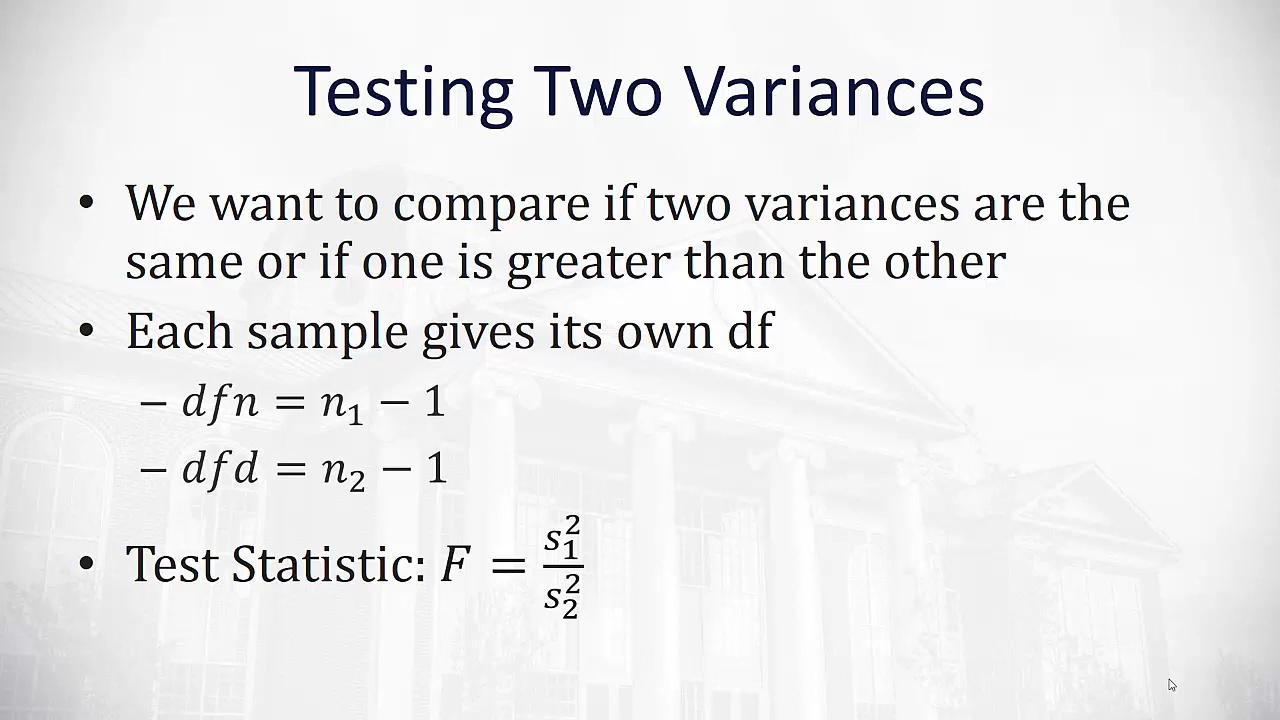 Testing Two Variances
• We want to compare if two variances are the
same or if one is greater than the other
• Each sample gives its own df
– dfn = n₁ − 1
– dfd = n₂ − 1
• Test Statistic: F = s₁²/s₂²